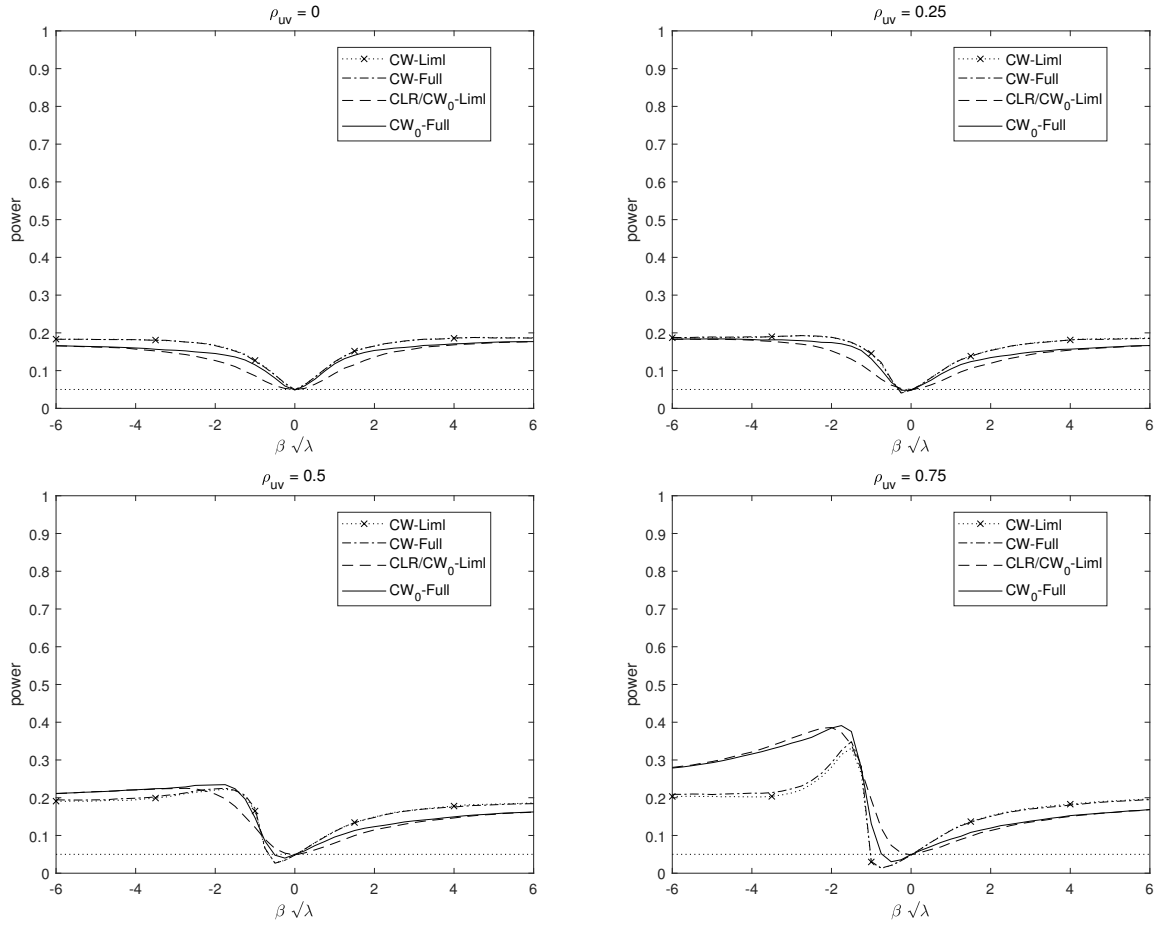 ρuv = 0
1
0.9
0.8
0.7
0.6
0.5
0.4
0.3
0.2
0.1
0
power
-6 -4 -2 0 2 4 6
β √λ
CW-Liml
CW-Full
CLR/CW0-Liml
CW0-Full
ρuv = 0.25
1
0.9
0.8
0.7
0.6
0.5
0.4
0.3
0.2
0.1
0
power
-6 -4 -2 0 2 4 6
β √λ
CW-Liml
CW-Full
CLR/CW0-Liml
CW0-Full
ρuv = 0.5
1
0.9
0.8
0.7
0.6
0.5
0.4
0.3
0.2
0.1
0
power
-6 -4 -2 0 2 4 6
β √λ
CW-Liml
CW-Full
CLR/CW0-Liml
CW0-Full
ρuv = 0.75
1
0.9
0.8
0.7
0.6
0.5
0.4
0.3
0.2
0.1
0
power
-6 -4 -2 0 2 4 6
β √λ
CW-Liml
CW-Full
CLR/CW0-Liml
CW0-Full